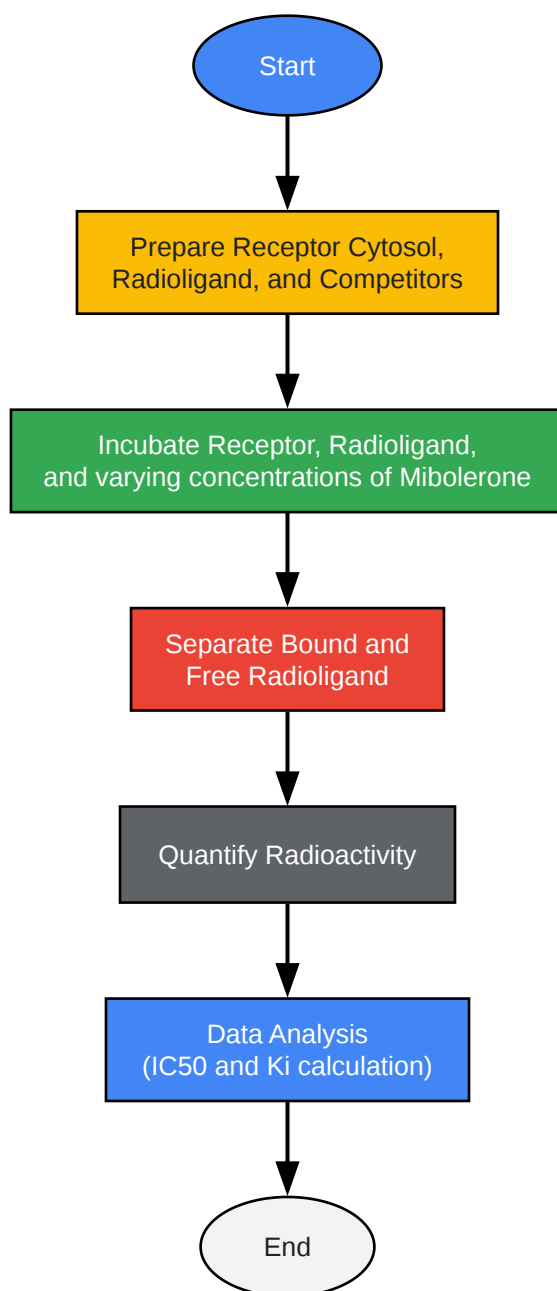 Start
Prepare Receptor Cytosol,
Radioligand, and Competitors
Incubate Receptor, Radioligand,
and varying concentrations of Mibolerone
Separate Bound and
Free Radioligand
Quantify Radioactivity
Data Analysis
(IC50 and Ki calculation)
End